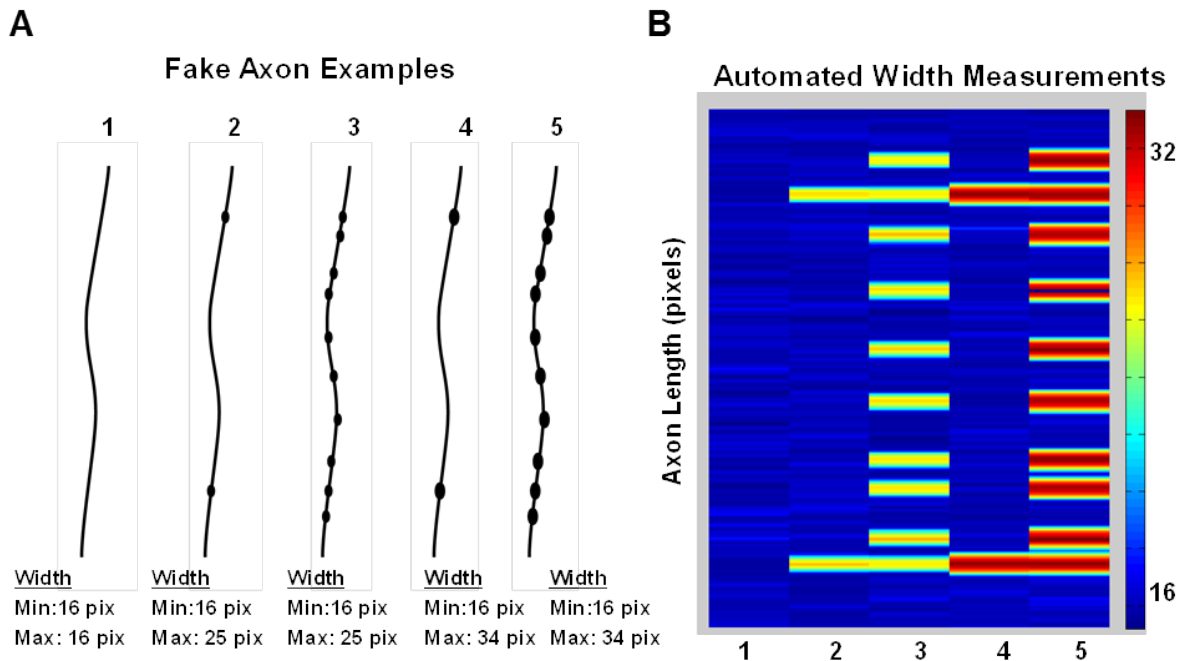 A
Fake Axon Examples
1 2 3 4 5
Width Width Width Width Width
Min:16 pix Min:16 pix Min:16 pix Min:16 pix Min:16 pix
Max: 16 pix Max: 25 pix Max: 25 pix Max: 34 pix Max: 34 pix
B
Automated Width Measurements
32
Axon Length (pixels)
16
1 2 3 4 5